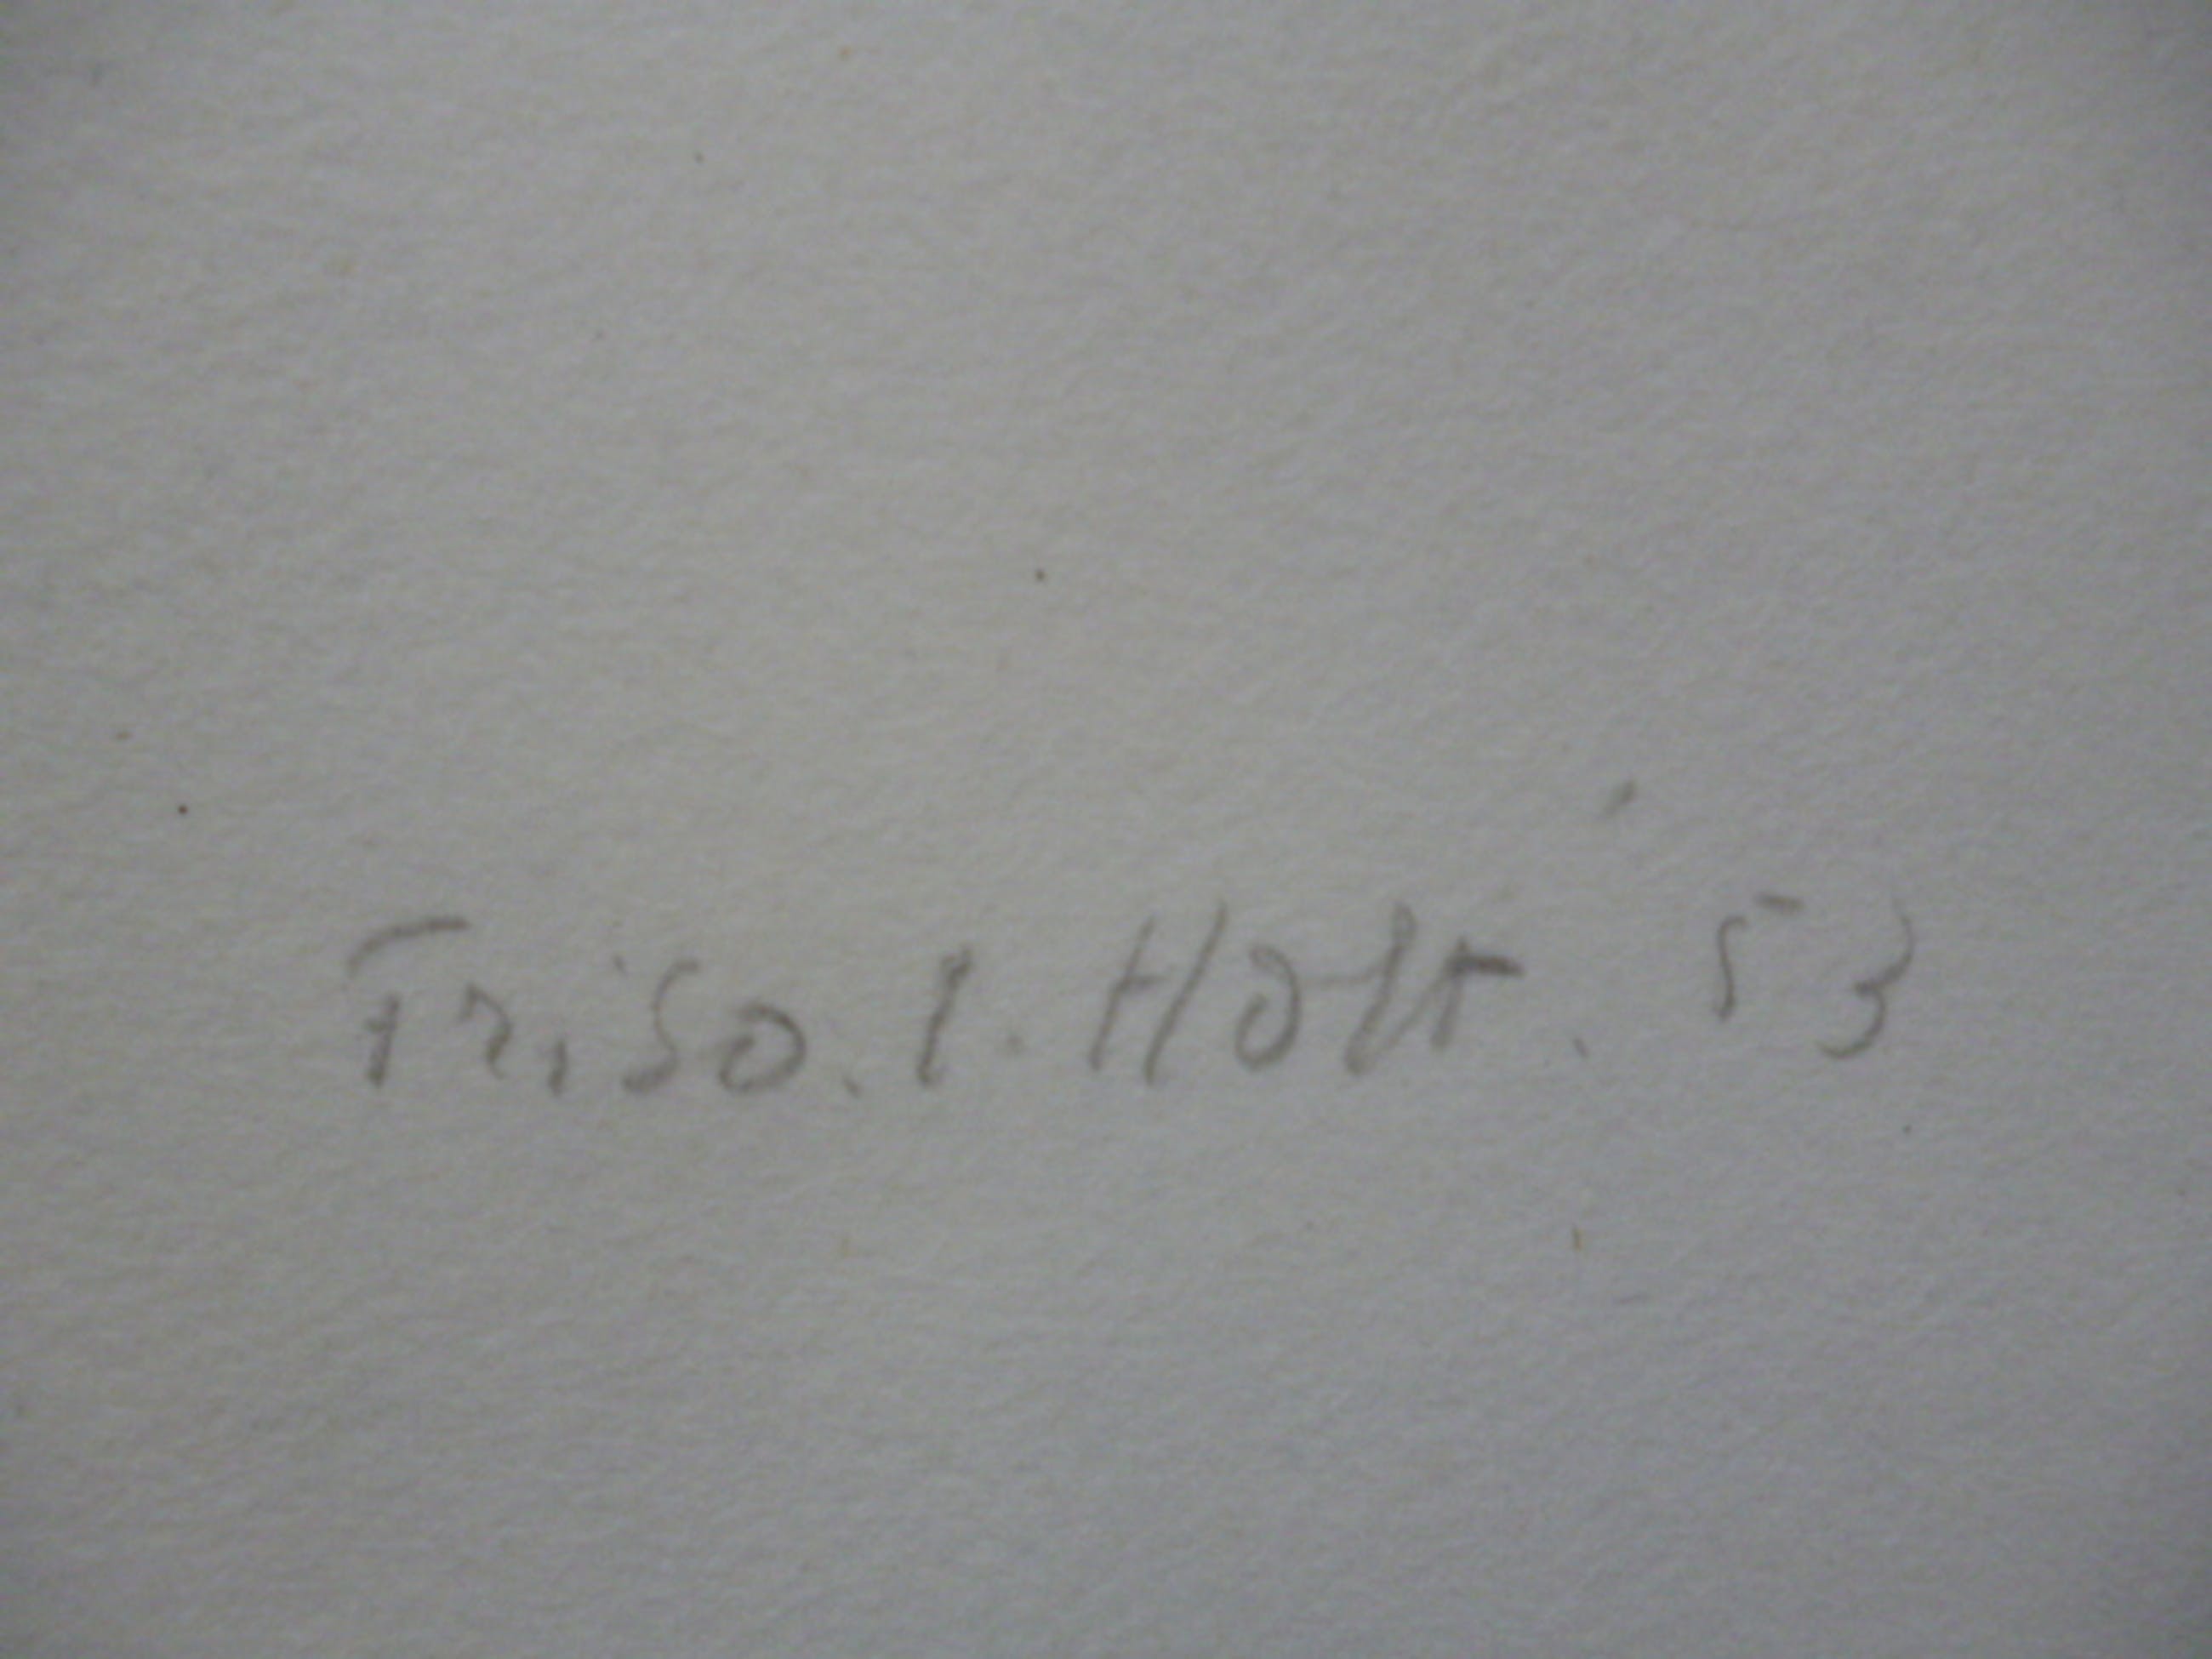 Friso. t. Holt. '53